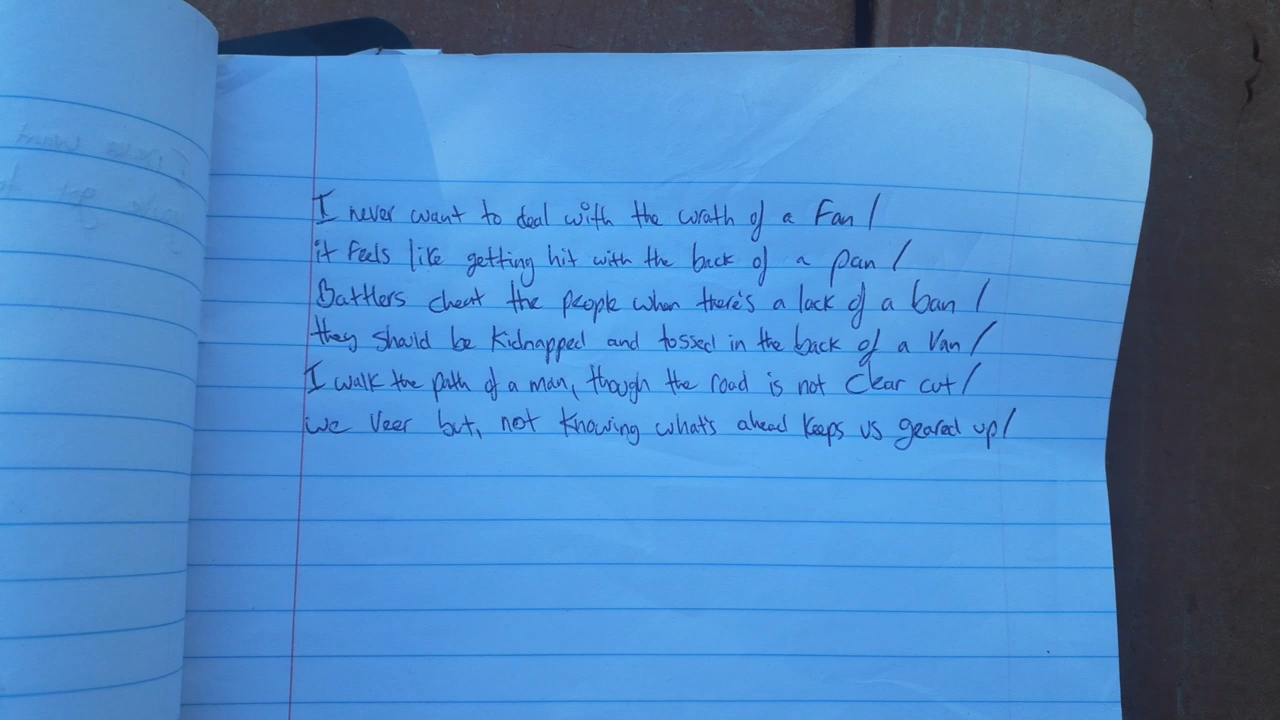 I never want to deal with the wrath of a Fan /
it feels like getting hit with the back of a pan /
Battlers cheat the people when there's a lack of a ban /
they should be kidnapped and tossed in the back of a Van /
I walk the path of a man, though the road is not clear cut /
we veer but, not knowing what's ahead keeps us geared up /